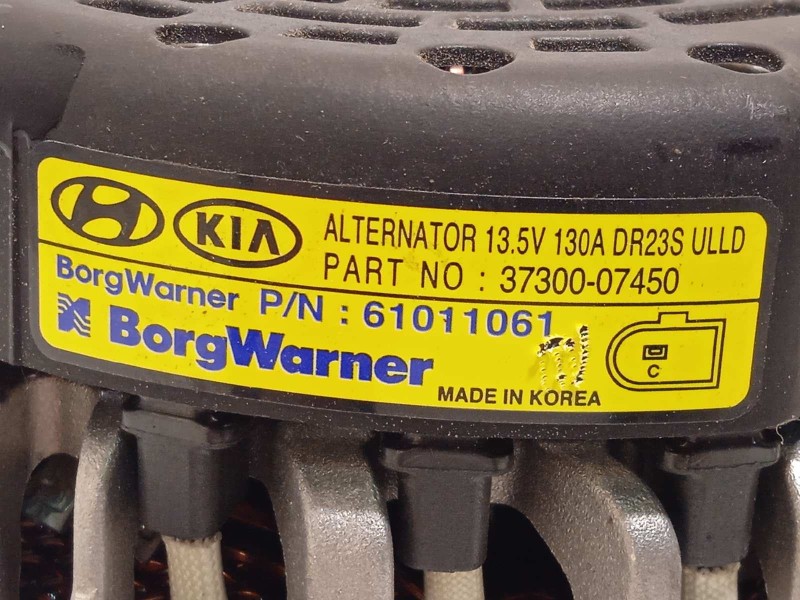 KIA
ALTERNATOR 13.5V 130A DR23S ULLD
PART NO : 37300-07450
BorgWarner P/N : 61011061
BorgWarner
MADE IN KOREA
C